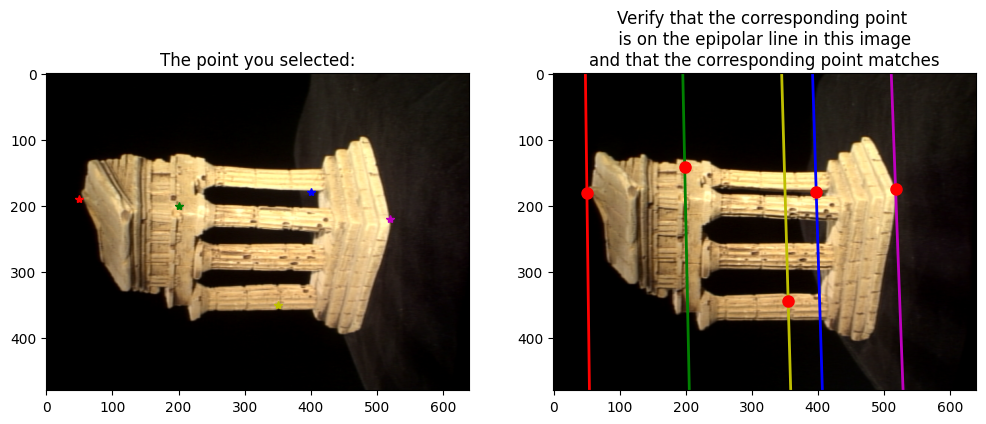 The point you selected:
0
100
200
300
400
0 100 200 300 400 500 600
Verify that the corresponding point
is on the epipolar line in this image
and that the corresponding point matches
0
100
200
300
400
0 100 200 300 400 500 600